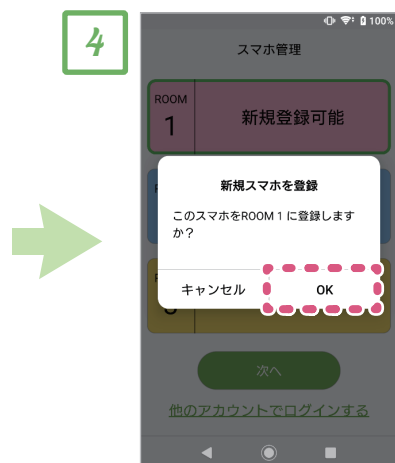 4
100%
スマホ管理
ROOM
1
新規登録可能
新規スマホを登録
このスマホをROOM 1 に登録します
か？
キャンセル
OK
次へ
他のアカウントでログインする